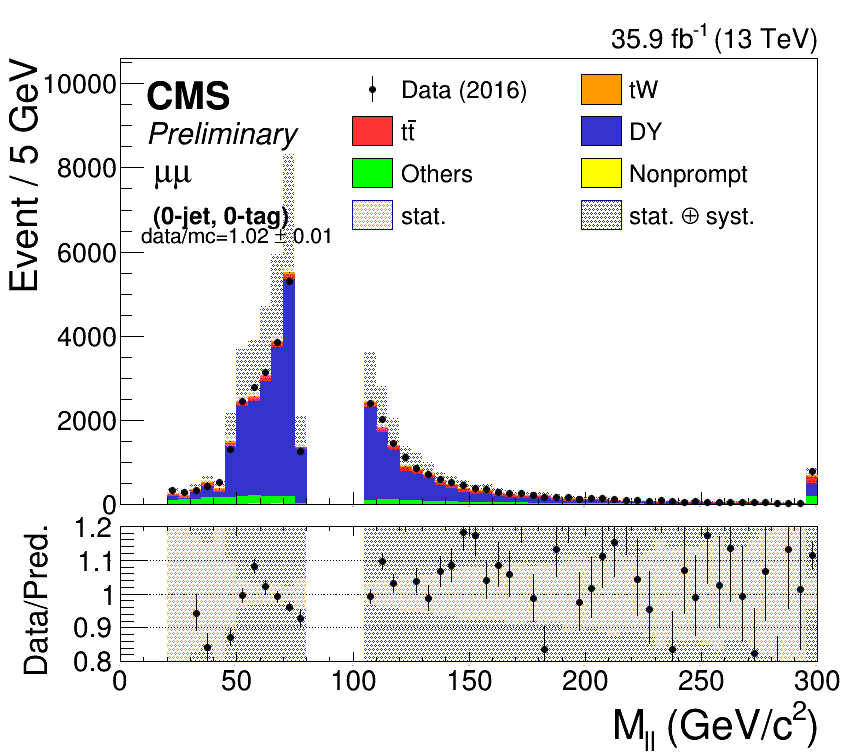 35.9 fb⁻¹ (13 TeV)
Event / 5 GeV
10000
8000
6000
4000
2000
0
CMS
Preliminary
μμ
(0-jet, 0-tag)
data/mc=1.02 ± 0.01
Data (2016)
tW
tt̄
DY
Others
Nonprompt
stat.
stat. ⊕ syst.
Data/Pred.
1.2
1.1
1
0.9
0.8
0 50 100 150 200 250 300
M_ll (GeV/c²)